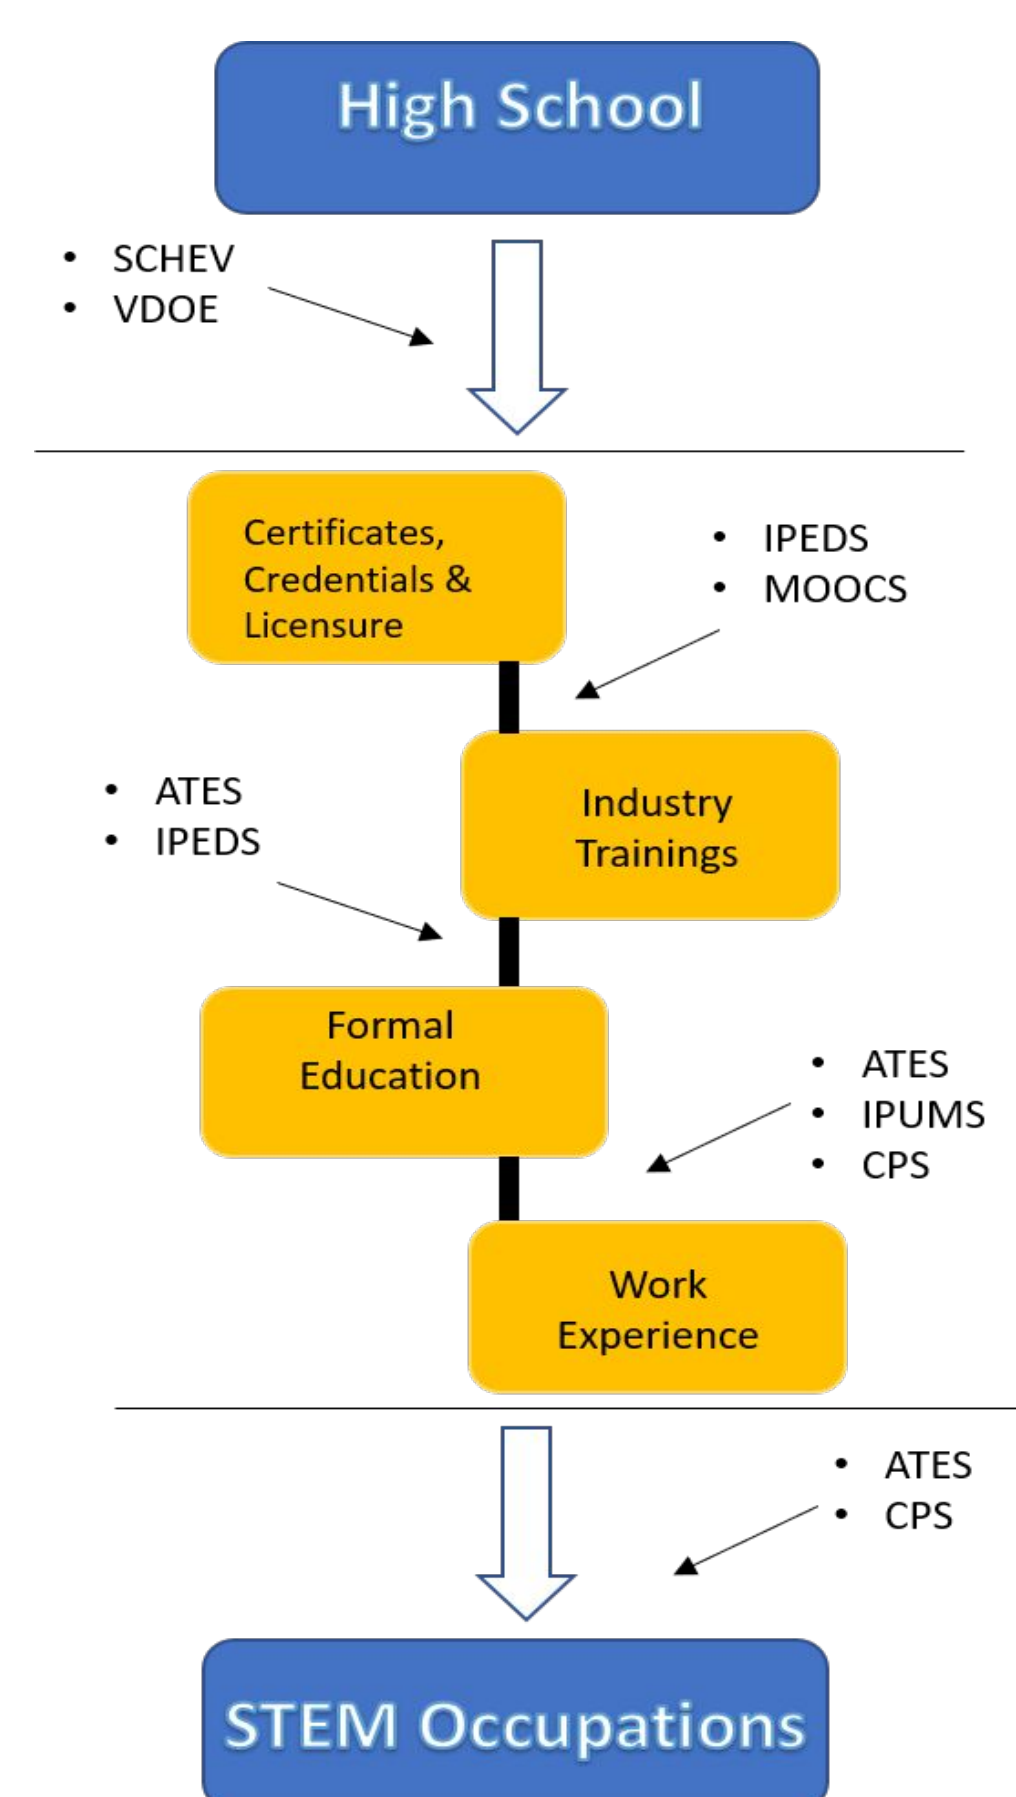 High School
• SCHEV
• VDOE
Certificates,
Credentials &
Licensure
• IPEDS
• MOOCS
Industry
Trainings
• ATES
• IPEDS
Formal
Education
• ATES
• IPUMS
• CPS
Work
Experience
• ATES
• CPS
STEM Occupations